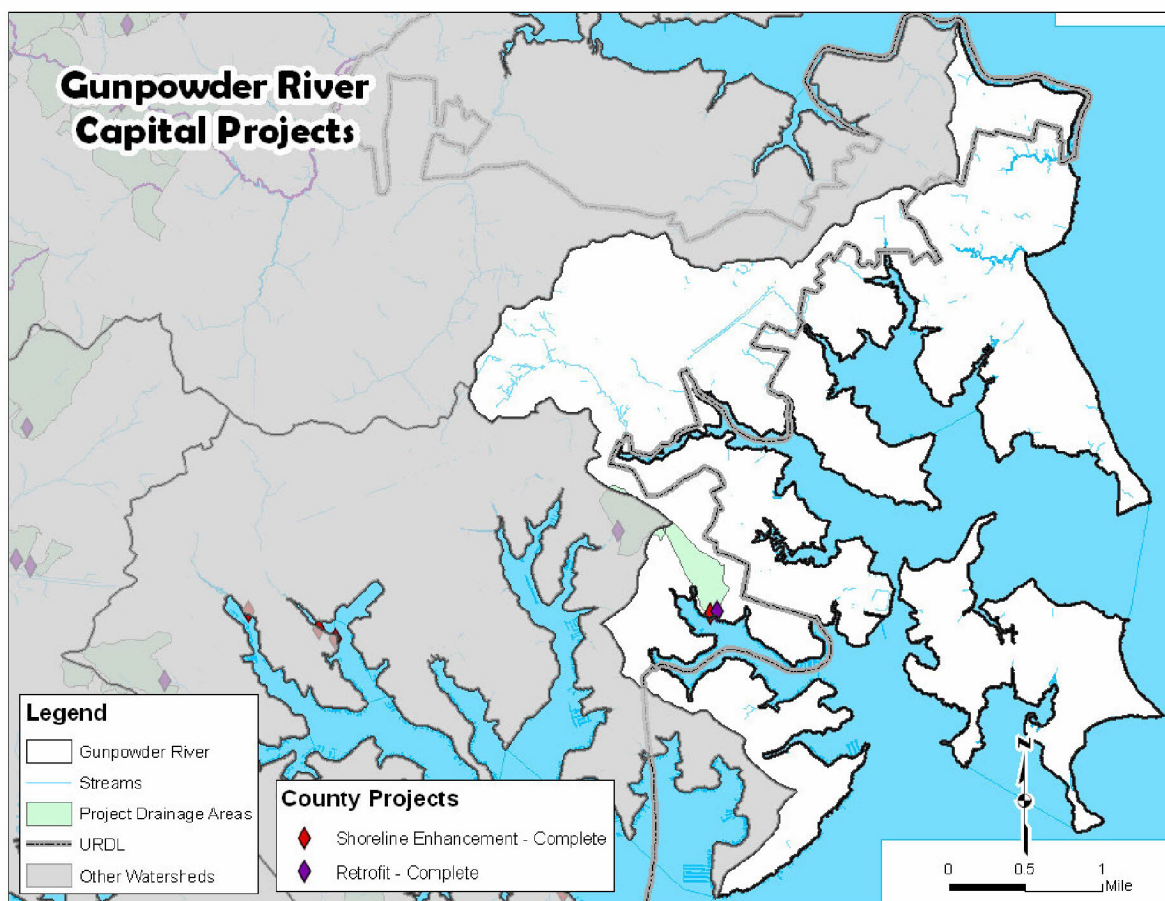 Gunpowder River
Capital Projects
Legend
Gunpowder River
Streams
Project Drainage Areas
URDL
Other Watersheds
County Projects
Shoreline Enhancement - Complete
Retrofit - Complete
N
0 0.5 1
Mile